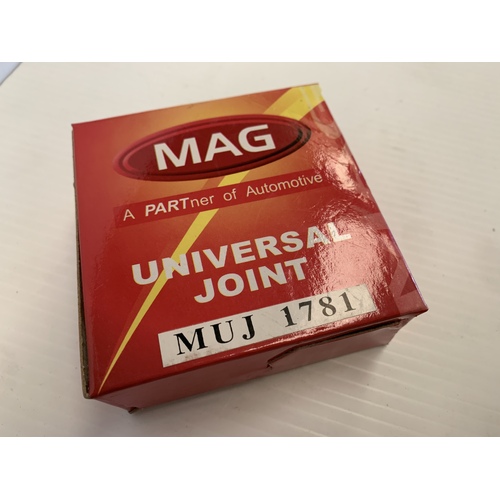 MAG
A PARTner of Automotive
UNIVERSAL
JOINT
MUJ 1781